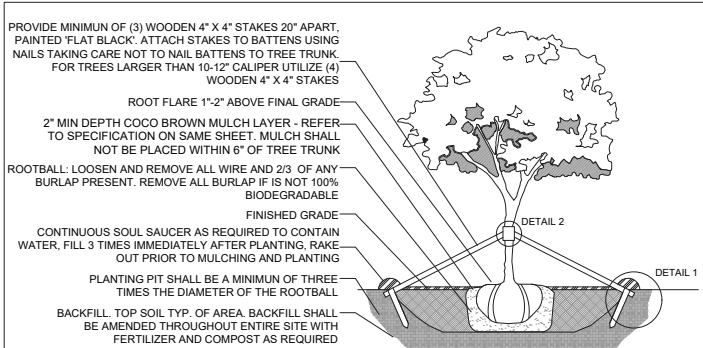 PROVIDE MINIMUN OF (3) WOODEN 4" X 4" STAKES 20" APART,
PAINTED 'FLAT BLACK'. ATTACH STAKES TO BATTENS USING
NAILS TAKING CARE NOT TO NAIL BATTENS TO TREE TRUNK.
FOR TREES LARGER THAN 10-12" CALIPER UTILIZE (4)
WOODEN 4" X 4" STAKES
ROOT FLARE 1"-2" ABOVE FINAL GRADE
2" MIN DEPTH COCO BROWN MULCH LAYER - REFER
TO SPECIFICATION ON SAME SHEET. MULCH SHALL
NOT BE PLACED WITHIN 6" OF TREE TRUNK
ROOTBALL: LOOSEN AND REMOVE ALL WIRE AND 2/3 OF ANY
BURLAP PRESENT. REMOVE ALL BURLAP IF IS NOT 100%
BIODEGRADABLE
FINISHED GRADE
CONTINUOUS SOUL SAUCER AS REQUIRED TO CONTAIN
WATER, FILL 3 TIMES IMMEDIATELY AFTER PLANTING, RAKE
OUT PRIOR TO MULCHING AND PLANTING
PLANTING PIT SHALL BE A MINIMUN OF THREE
TIMES THE DIAMETER OF THE ROOTBALL
BACKFILL. TOP SOIL TYP. OF AREA. BACKFILL SHALL
BE AMENDED THROUGHOUT ENTIRE SITE WITH
FERTILIZER AND COMPOST AS REQUIRED
DETAIL 2
DETAIL 1